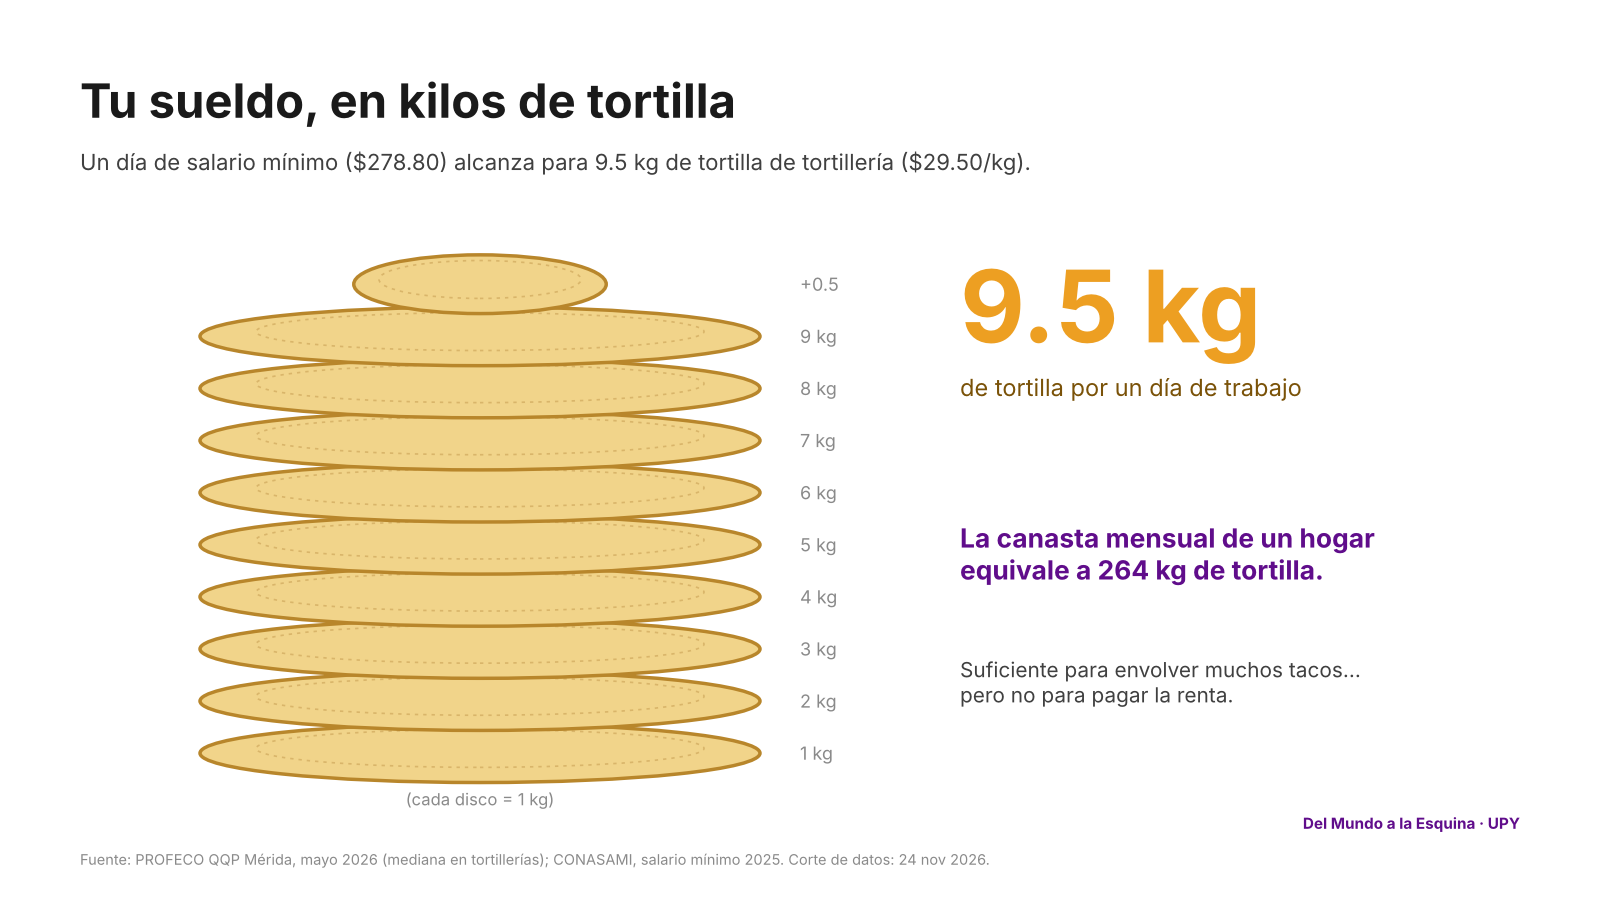 Tu sueldo, en kilos de tortilla
Un día de salario mínimo ($278.80) alcanza para 9.5 kg de tortilla de tortillería ($29.50/kg).
+0.5
9 kg
8 kg
7 kg
6 kg
5 kg
4 kg
3 kg
2 kg
1 kg
(cada disco = 1 kg)
9.5 kg
de tortilla por un día de trabajo
La canasta mensual de un hogar
equivale a 264 kg de tortilla.
Suficiente para envolver muchos tacos...
pero no para pagar la renta.
Del Mundo a la Esquina · UPY
Fuente: PROFECO QQP Mérida, mayo 2026 (mediana en tortillerías); CONASAMI, salario mínimo 2025. Corte de datos: 24 nov 2026.